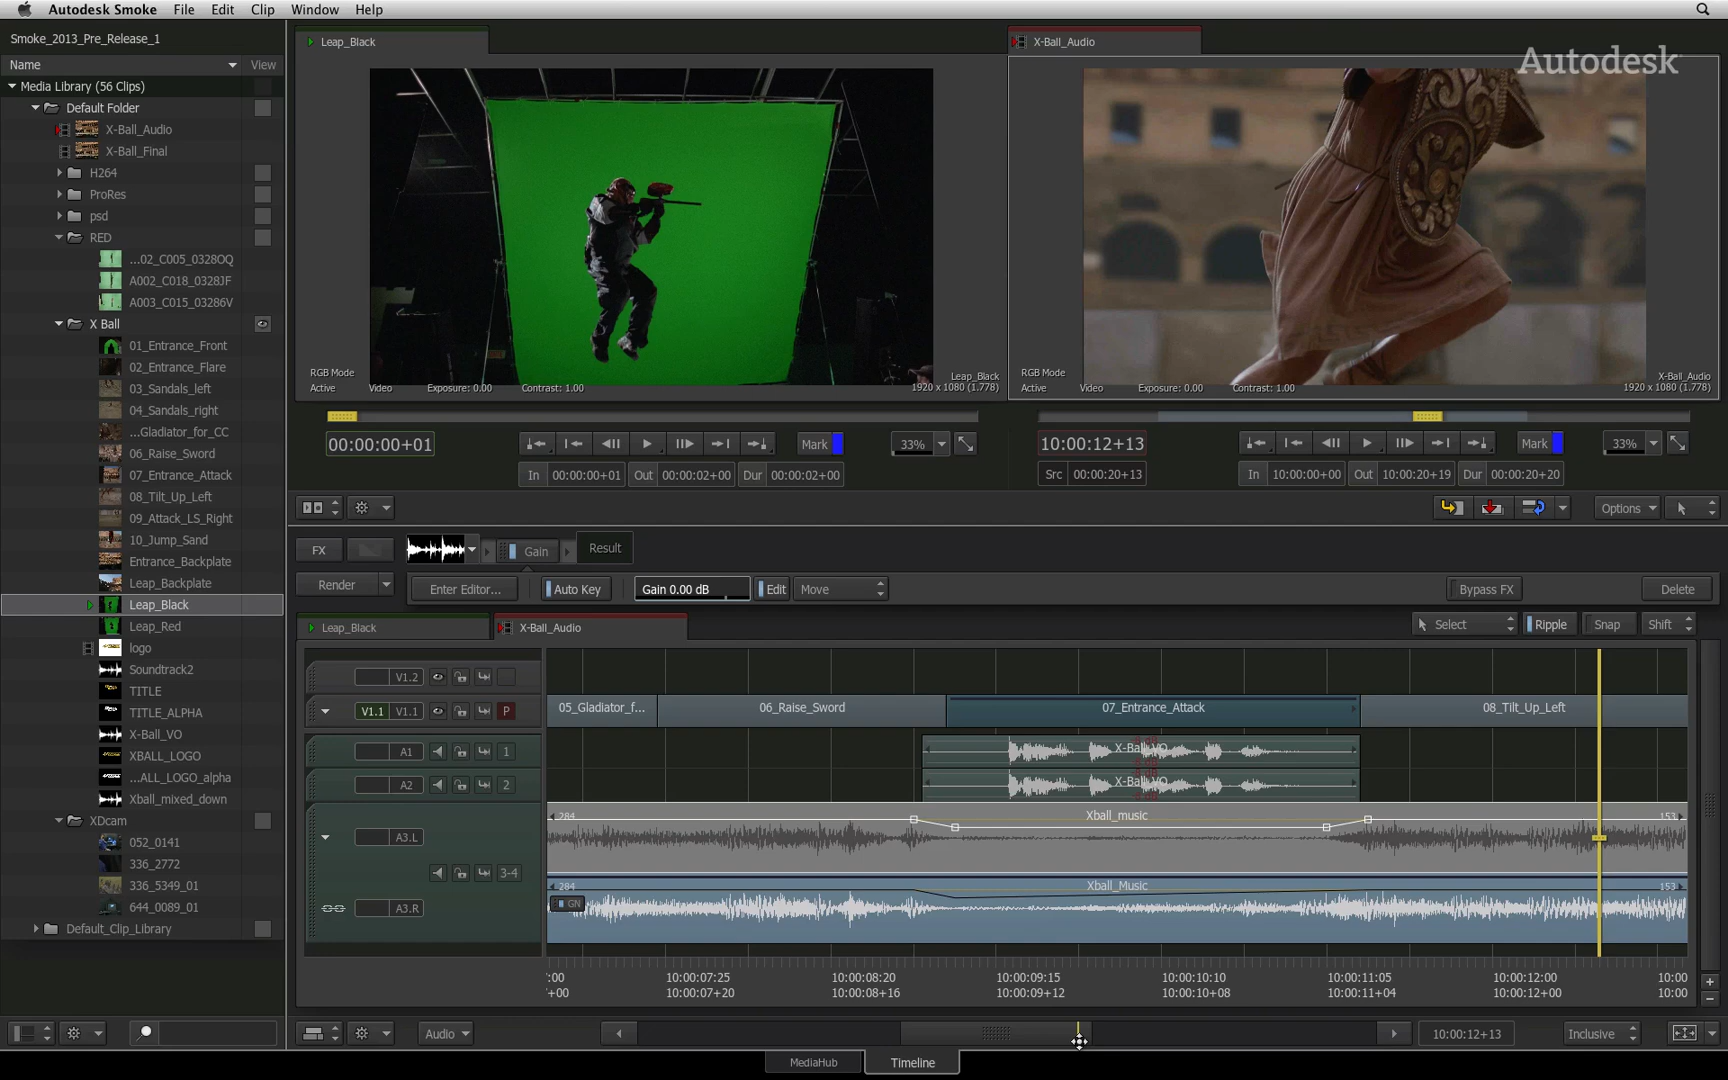 Autodesk Smoke File Edit Clip Window Help
Smoke_2013_Pre_Release_1
Name View
Media Library (56 Clips)
Default Folder
X-Ball_Audio
X-Ball_Final
H264
ProRes
psd
RED
...02_C005_0328OQ
A002_C018_0328JF
A003_C015_03286V
X Ball
01_Entrance_Front
02_Entrance_Flare
03_Sandals_left
04_Sandals_right
...Gladiator_for_CC
06_Raise_Sword
07_Entrance_Attack
08_Tilt_Up_Left
09_Attack_LS_Right
10_Jump_Sand
Entrance_Backplate
Leap_Backplate
Leap_Black
Leap_Red
logo
Soundtrack2
TITLE
TITLE_ALPHA
X-Ball_VO
XBALL_LOGO
...ALL_LOGO_alpha
Xball_mixed_down
XDcam
052_0141
336_2772
336_5349_01
644_0089_01
Default_Clip_Library
Leap_Black
RGB Mode
Active Video Exposure: 0.00 Contrast: 1.00
Leap_Black
1920 x 1080 (1.778)
00:00:00+01
Mark
33%
In 00:00:00+01 Out 00:00:02+00 Dur 00:00:02+00
X-Ball_Audio
Autodesk
RGB Mode
Active Video Exposure: 0.00 Contrast: 1.00
X-Ball_Audio
1920 x 1080 (1.778)
10:00:12+13
Mark
33%
Src 00:00:20+13
In 10:00:00+00 Out 10:00:20+19 Dur 00:00:20+20
Options
FX
Gain
Result
Render
Enter Editor...
Auto Key
Gain 0.00 dB
Edit
Move
Bypass FX
Delete
Leap_Black
X-Ball_Audio
Select
Ripple
Snap
Shift
V1.2
V1.1 V1.1 P
05_Gladiator_f...
06_Raise_Sword
07_Entrance_Attack
08_Tilt_Up_Left
A1 1
X-Ball_VO
A2 2
X-Ball_VO
A3.L
284 Xball_music 153
3-4
284 Xball_Music 153
GN
A3.R
:00 10:00:07:25 10:00:08:20 10:00:09:15 10:00:10:10 10:00:11:05 10:00:12:00 10:00
'+00 10:00:07+20 10:00:08+16 10:00:09+12 10:00:10+08 10:00:11+04 10:00:12+00 10:00
Audio
10:00:12+13
Inclusive
MediaHub
Timeline